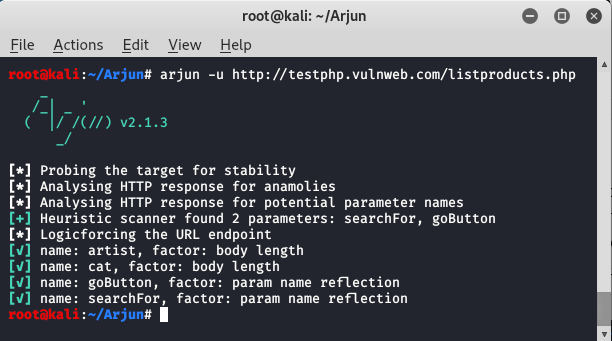 root@kali: ~/Arjun
File Actions Edit View Help
root@kali:~/Arjun# arjun -u http://testphp.vulnweb.com/listproducts.php
    _
   /_| _ '
  (  |/ /(//) v2.1.3
      _/
[*] Probing the target for stability
[*] Analysing HTTP response for anamolies
[*] Analysing HTTP response for potential parameter names
[+] Heuristic scanner found 2 parameters: searchFor, goButton
[*] Logicforcing the URL endpoint
[√] name: artist, factor: body length
[√] name: cat, factor: body length
[√] name: goButton, factor: param name reflection
[√] name: searchFor, factor: param name reflection
root@kali:~/Arjun#